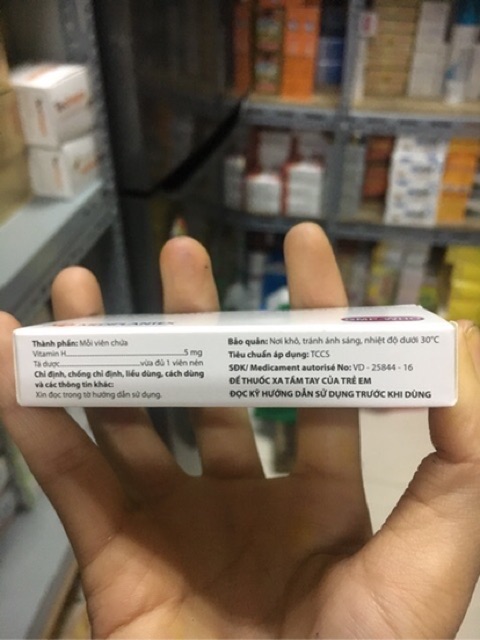 Thành phần: Mỗi viên chứa
Vitamin H 5 mg
Tá dược vừa đủ 1 viên nén
Chỉ định, chống chỉ định, liều dùng, cách dùng
và các thông tin khác:
Xin đọc trong tờ hướng dẫn sử dụng.
Bảo quản: Nơi khô, tránh ánh sáng, nhiệt độ dưới 30°C
Tiêu chuẩn áp dụng: TCCS
SĐK/ Medicament autorisé No: VD - 25844 - 16
ĐỂ THUỐC XA TẦM TAY CỦA TRẺ EM
ĐỌC KỸ HƯỚNG DẪN SỬ DỤNG TRƯỚC KHI DÙNG